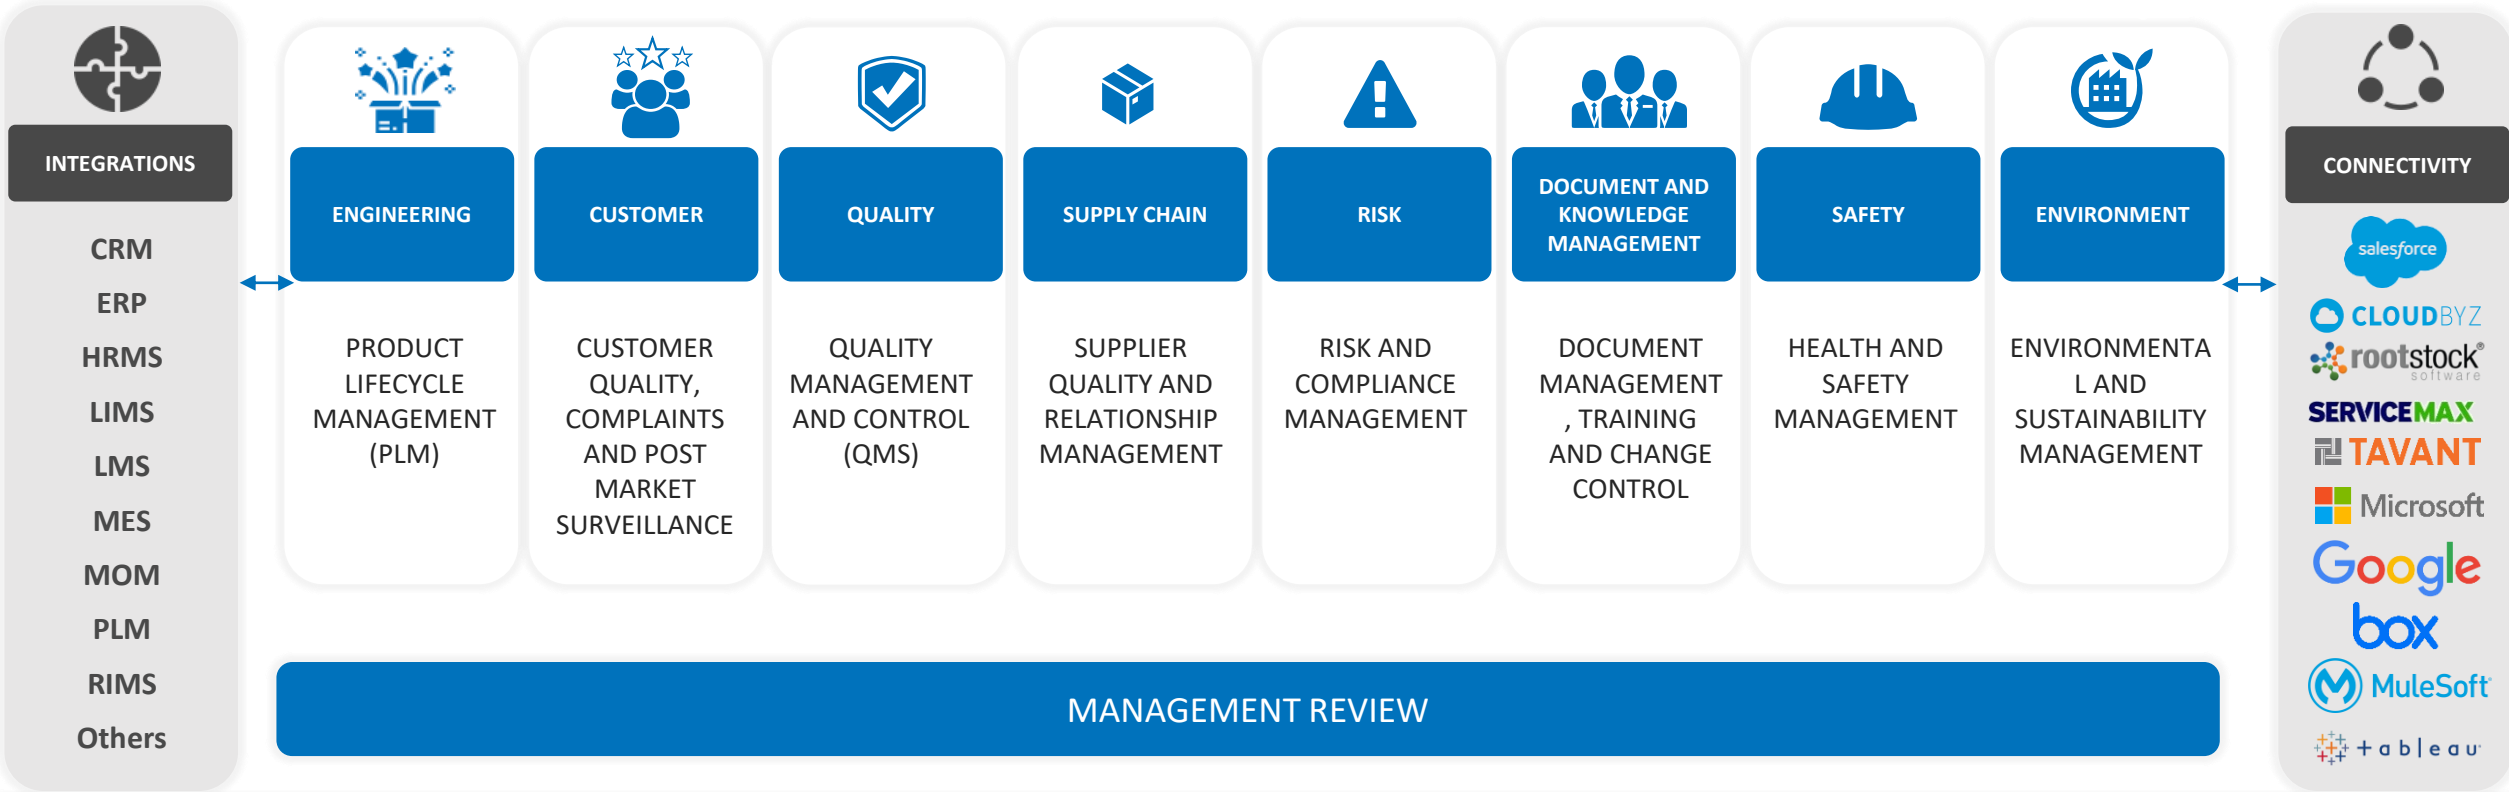 INTEGRATIONS
CRM
ERP
HRMS
LIMS
LMS
MES
MOM
PLM
RIMS
Others
ENGINEERING
PRODUCT
LIFECYCLE
MANAGEMENT
(PLM)
CUSTOMER
CUSTOMER
QUALITY,
COMPLAINTS
AND POST
MARKET
SURVEILLANCE
QUALITY
QUALITY
MANAGEMENT
AND CONTROL
(QMS)
SUPPLY CHAIN
SUPPLIER
QUALITY AND
RELATIONSHIP
MANAGEMENT
RISK
RISK AND
COMPLIANCE
MANAGEMENT
DOCUMENT AND
KNOWLEDGE
MANAGEMENT
DOCUMENT
MANAGEMENT
, TRAINING
AND CHANGE
CONTROL
SAFETY
HEALTH AND
SAFETY
MANAGEMENT
ENVIRONMENT
ENVIRONMENTA
L AND
SUSTAINABILITY
MANAGEMENT
MANAGEMENT REVIEW
CONNECTIVITY
salesforce
CLOUDBYZ
rootstock®
software
SERVICEMAX
TAVANT
Microsoft
Google
box
MuleSoft
+ableau